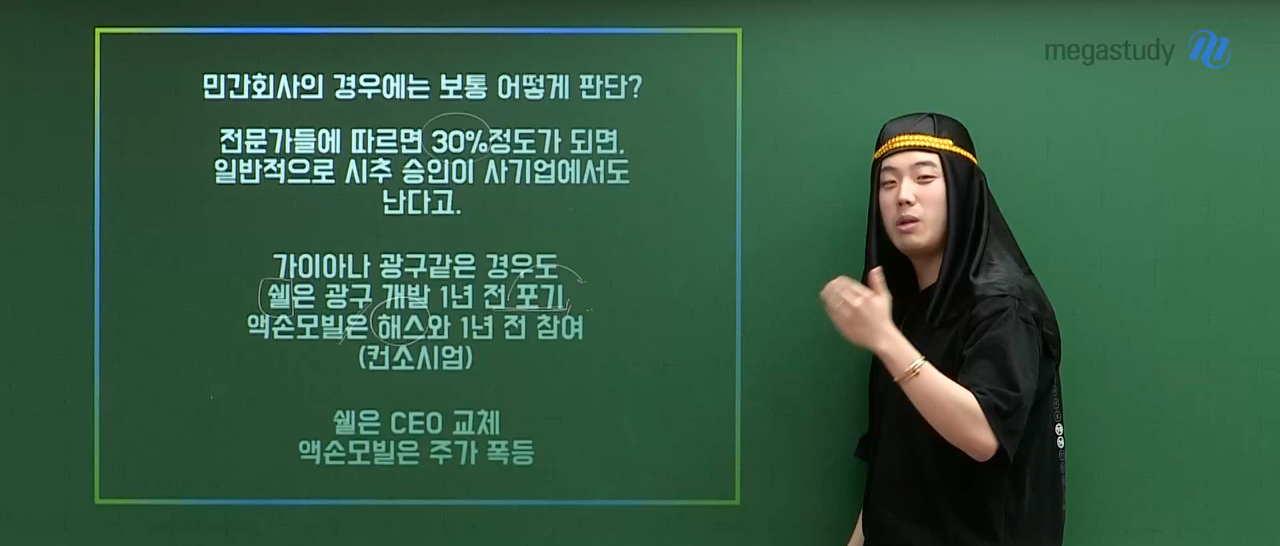 megastudy
민간회사의 경우에는 보통 어떻게 판단?
전문가들에 따르면 30%정도가 되면.
일반적으로 시추 승인이 사기업에서도
난다고.
가이아나 광구같은 경우도
쉘은 광구 개발 1년 전 포기
액손모빌은 해스와 1년 전 참여
(컨소시엄)
쉘은 CEO 교체
액손모빌은 주가 폭등